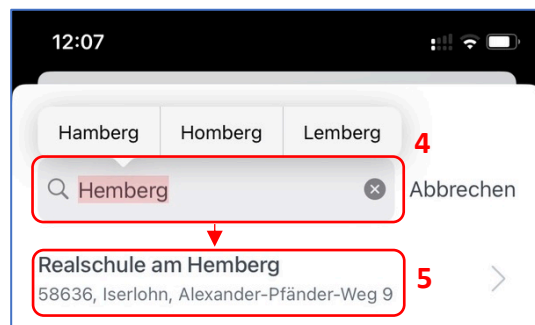 12:07
Hamberg Homberg Lemberg
4
Hemberg
Abbrechen
Realschule am Hemberg
58636, Iserlohn, Alexander-Pfänder-Weg 9
5